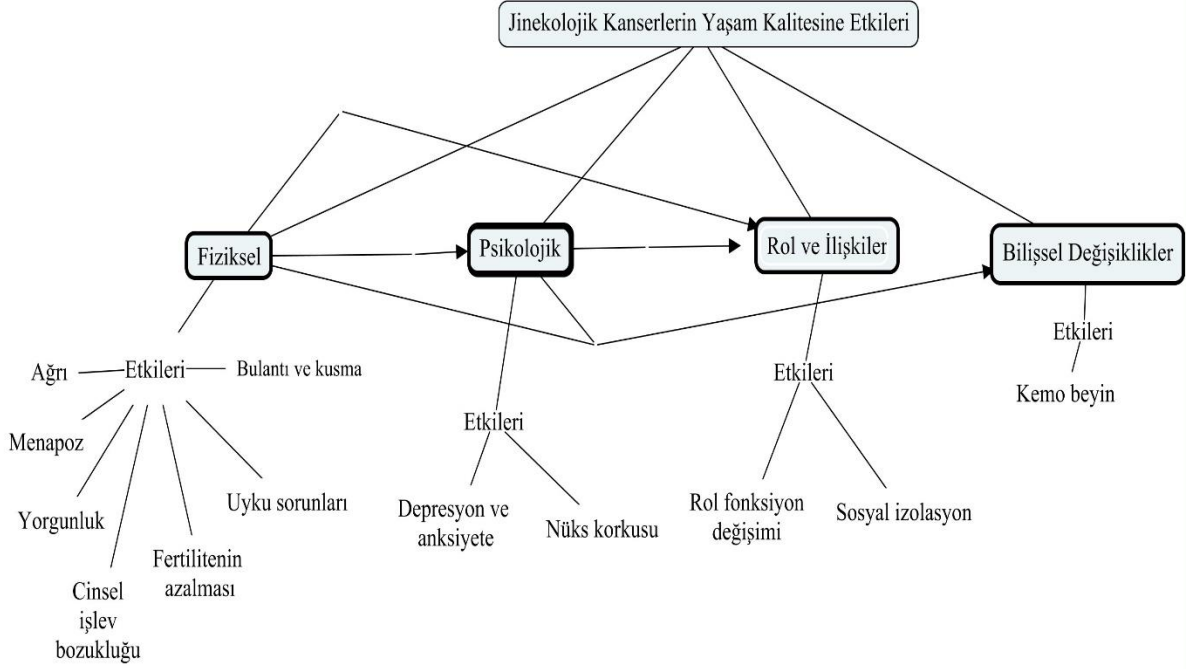 Jinekolojik Kanserlerin Yaşam Kalitesine Etkileri
Fiziksel
Psikolojik
Rol ve İlişkiler
Bilişsel Değişiklikler
Etkileri
Ağrı
Bulantı ve kusma
Menapoz
Yorgunluk
Cinsel
işlev
bozukluğu
Fertilitenin
azalması
Uyku sorunları
Etkileri
Depresyon ve
anksiyete
Nüks korkusu
Etkileri
Rol fonksiyon
değişimi
Sosyal izolasyon
Etkileri
Kemo beyin